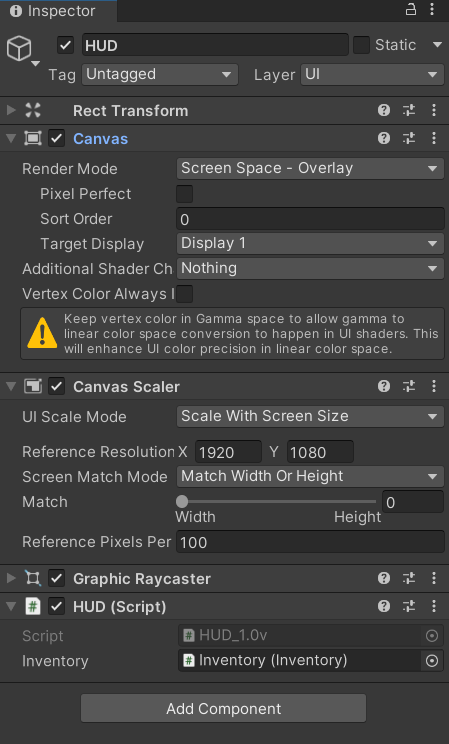 Inspector
HUD Static
Tag Untagged Layer UI
Rect Transform
Canvas
Render Mode Screen Space - Overlay
Pixel Perfect
Sort Order 0
Target Display Display 1
Additional Shader Ch Nothing
Vertex Color Always I
Keep vertex color in Gamma space to allow gamma to
linear color space conversion to happen in UI shaders. This
will enhance UI color precision in linear color space.
Canvas Scaler
UI Scale Mode Scale With Screen Size
Reference Resolution X 1920 Y 1080
Screen Match Mode Match Width Or Height
Match 0
Width Height
Reference Pixels Per 100
Graphic Raycaster
HUD (Script)
Script HUD_1.0v
Inventory Inventory (Inventory)
Add Component